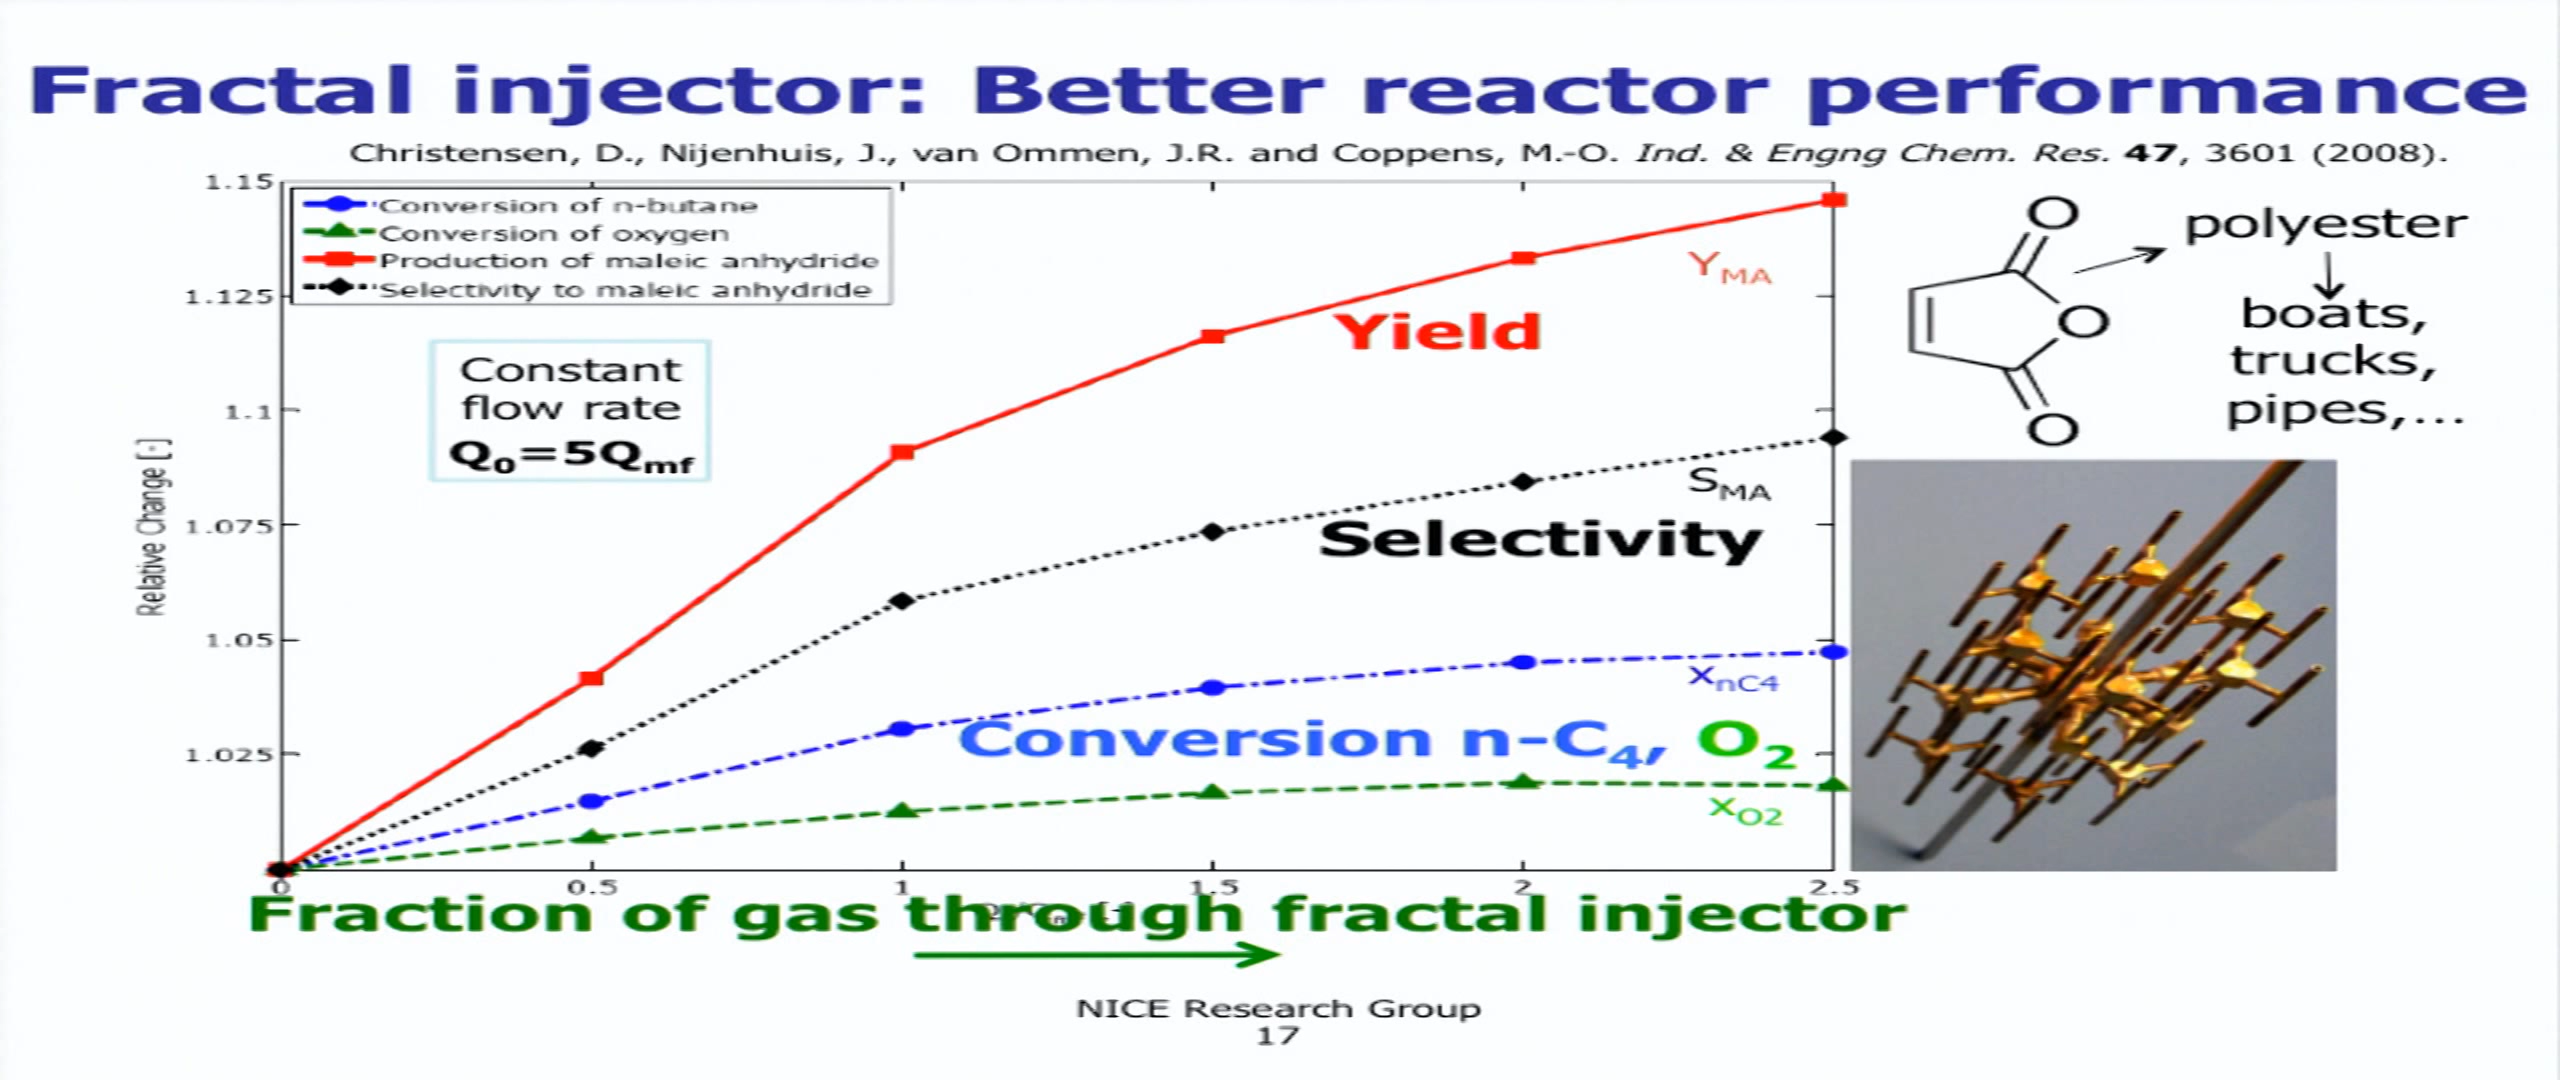 Fractal injector: Better reactor performance
Christensen, D., Nijenhuis, J., van Ommen, J.R. and Coppens, M.-O. Ind. & Engng Chem. Res. 47, 3601 (2008).
1.15
1.125
1.1
1.075
1.05
1.025
Relative Change [-]
Conversion of n-butane
Conversion of oxygen
Production of maleic anhydride
Selectivity to maleic anhydride
Constant
flow rate
Q0=5Qmf
YMA
Yield
SMA
Selectivity
XnC4
Conversion n-C4, O2
XO2
0 0.5 1 1.5 2 2.5
Fraction of gas through fractal injector
O
O
O
polyester
boats,
trucks,
pipes,...
NICE Research Group
17